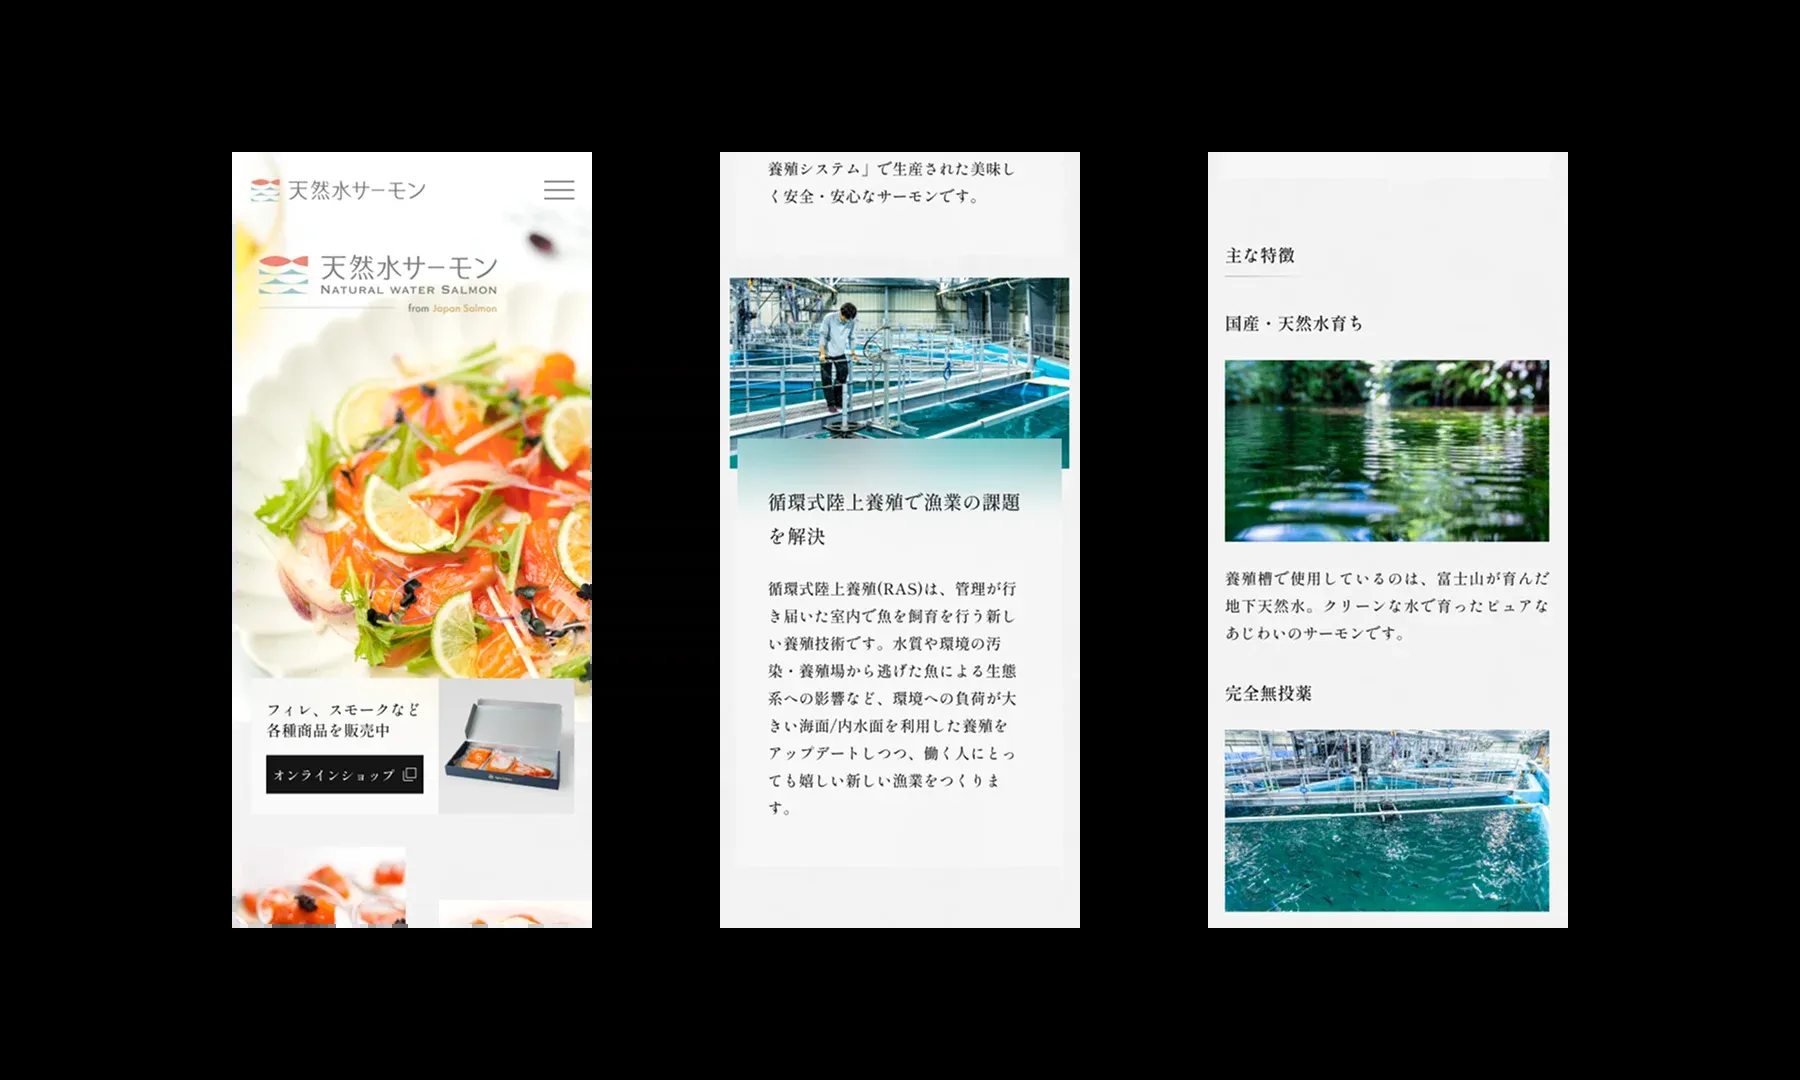 天然水サーモン
天然水サーモン
NATURAL WATER SALMON
from Japan Salmon
フィレ、スモークなど
各種商品を販売中
オンラインショップ
養殖システム」で生産された美味し
く安全・安心なサーモンです。
循環式陸上養殖で漁業の課題
を解決
循環式陸上養殖(RAS)は、管理が行
き届いた室内で魚を飼育を行う新し
い養殖技術です。水質や環境の汚
染・養殖場から逃げた魚による生態
系への影響など、環境への負荷が大
きい海面/内水面を利用した養殖を
アップデートしつつ、働く人にとっ
ても嬉しい新しい漁業をつくりま
す。
主な特徴
国産・天然水育ち
養殖槽で使用しているのは、富士山が育んだ
地下天然水。クリーンな水で育ったピュアな
あじわいのサーモンです。
完全無投薬